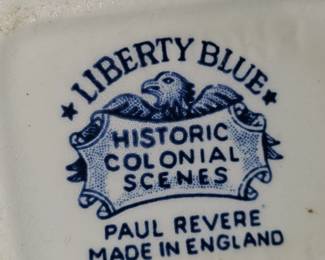 LIBERTY BLUE
HISTORIC
COLONIAL
SCENES
PAUL REVERE
MADE IN ENGLAND